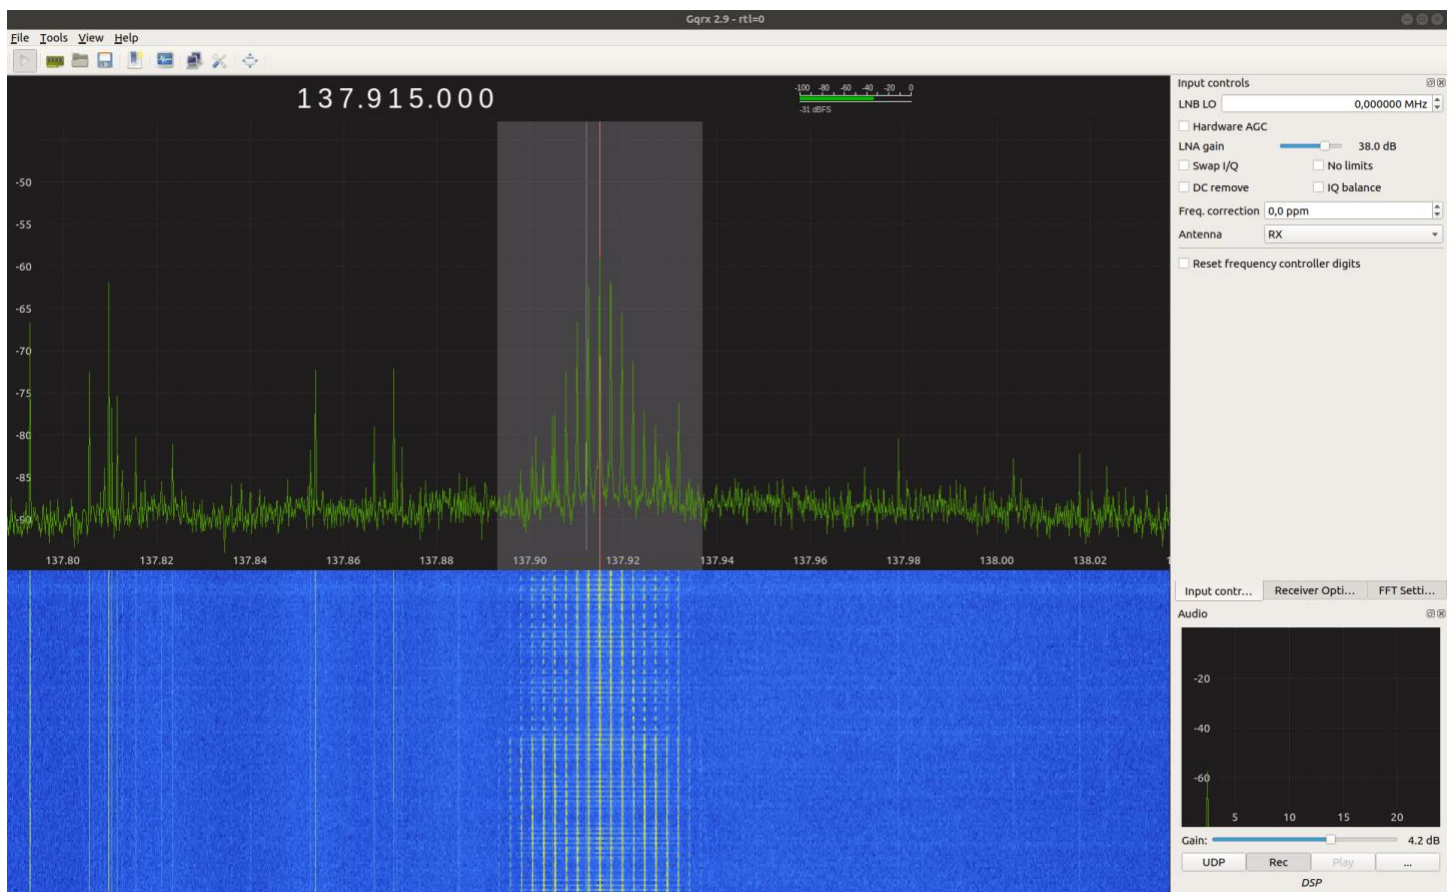 Gqrx 2.9 - rtl=0
File Tools View Help
137.915.000
-100 -80 -60 -40 -20 0
-31 dBFS
-50
-55
-60
-65
-70
-75
-80
-85
-90
137.80 137.82 137.84 137.86 137.88 137.90 137.92 137.94 137.96 137.98 138.00 138.02 1
Input controls
LNB LO 0,000000 MHz
Hardware AGC
LNA gain 38.0 dB
Swap I/Q No limits
DC remove IQ balance
Freq. correction 0,0 ppm
Antenna RX
Reset frequency controller digits
Input contr... Receiver Opti... FFT Setti...
Audio
-20
-40
-60
5 10 15 20
Gain: 4.2 dB
UDP Rec Play ...
DSP